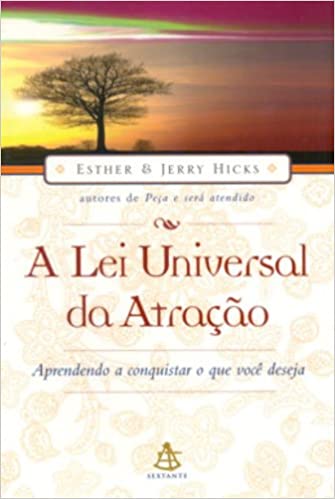 ESTHER & JERRY HICKS
autores de Peça e será atendido
A Lei Universal
da Atração
Aprendendo a conquistar o que você deseja
SEXTANTE